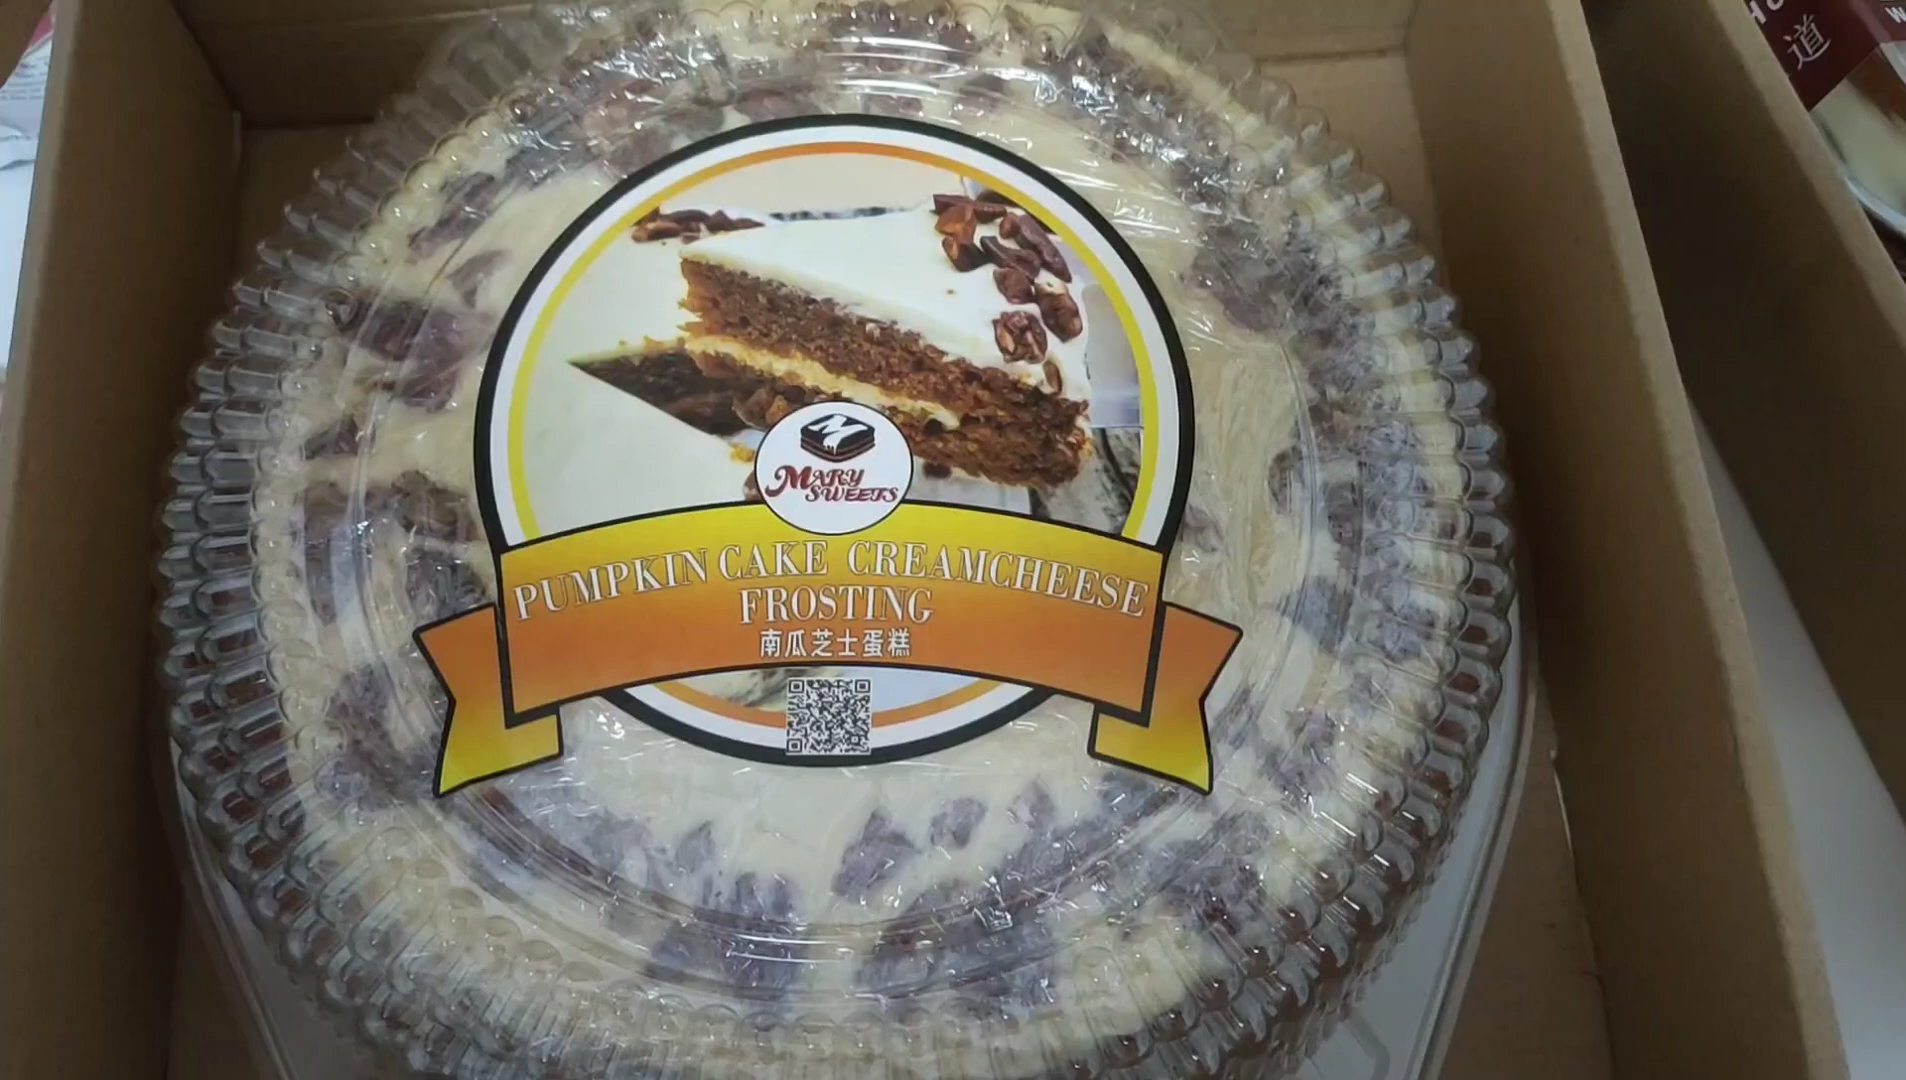 道
MARY
SWEETS
PUMPKIN CAKE CREAMCHEESE
FROSTING
南瓜芝士蛋糕